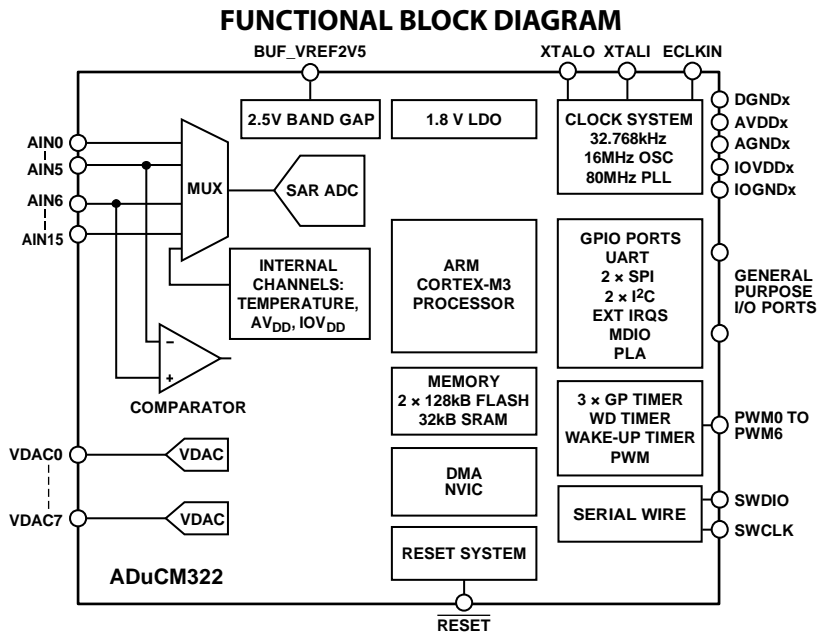 FUNCTIONAL BLOCK DIAGRAM
BUF_VREF2V5
XTALO XTALI ECLKIN
2.5V BAND GAP
1.8 V LDO
CLOCK SYSTEM
32.768kHz
16MHz OSC
80MHz PLL
DGNDx
AVDDx
AGNDx
IOVDDx
IOGNDx
AIN0
AIN5
AIN6
AIN15
MUX
SAR ADC
INTERNAL
CHANNELS:
TEMPERATURE,
AVDD, IOVDD
ARM
CORTEX-M3
PROCESSOR
GPIO PORTS
UART
2 × SPI
2 × I2C
EXT IRQS
MDIO
PLA
GENERAL
PURPOSE
I/O PORTS
−
+
COMPARATOR
MEMORY
2 × 128kB FLASH
32kB SRAM
3 × GP TIMER
WD TIMER
WAKE-UP TIMER
PWM
PWM0 TO
PWM6
VDAC0
VDAC
VDAC7
VDAC
DMA
NVIC
SERIAL WIRE
SWDIO
SWCLK
RESET SYSTEM
ADuCM322
RESET